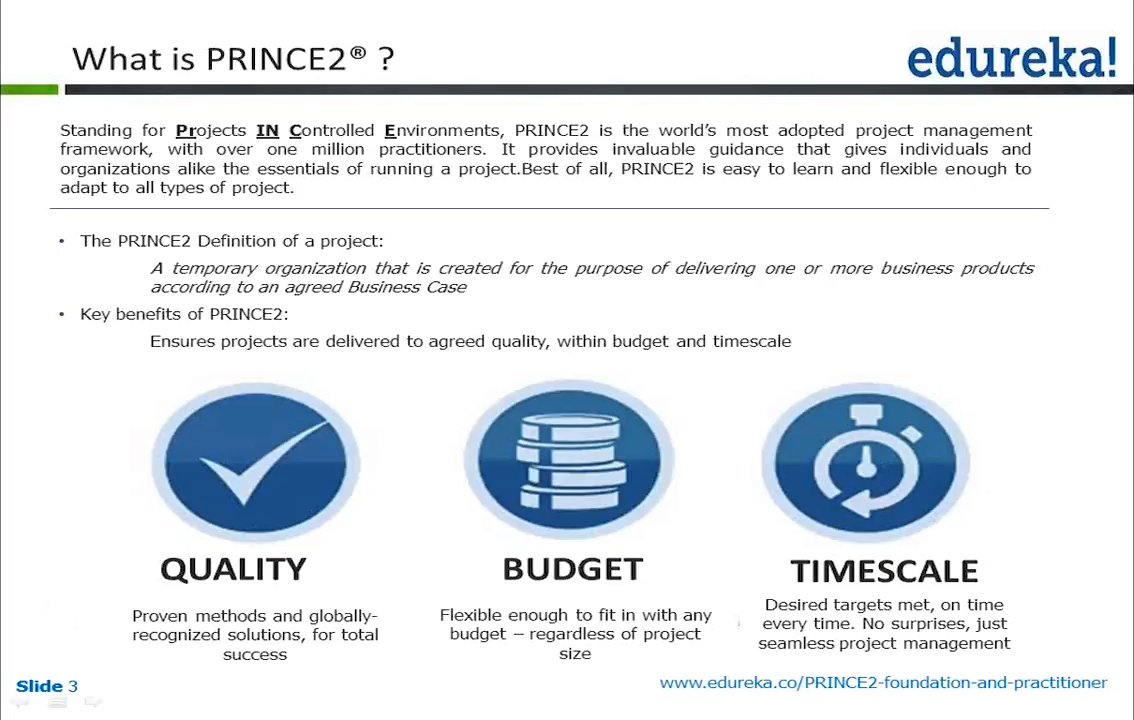 What is PRINCE2® ?
edureka!
Standing for Projects IN Controlled Environments, PRINCE2 is the world's most adopted project management
framework, with over one million practitioners. It provides invaluable guidance that gives individuals and
organizations alike the essentials of running a project.Best of all, PRINCE2 is easy to learn and flexible enough to
adapt to all types of project.
• The PRINCE2 Definition of a project:
A temporary organization that is created for the purpose of delivering one or more business products
according to an agreed Business Case
• Key benefits of PRINCE2:
Ensures projects are delivered to agreed quality, within budget and timescale
QUALITY
Proven methods and globally-
recognized solutions, for total
success
BUDGET
Flexible enough to fit in with any
budget – regardless of project
size
TIMESCALE
Desired targets met, on time
every time. No surprises, just
seamless project management
Slide 3
www.edureka.co/PRINCE2-foundation-and-practitioner